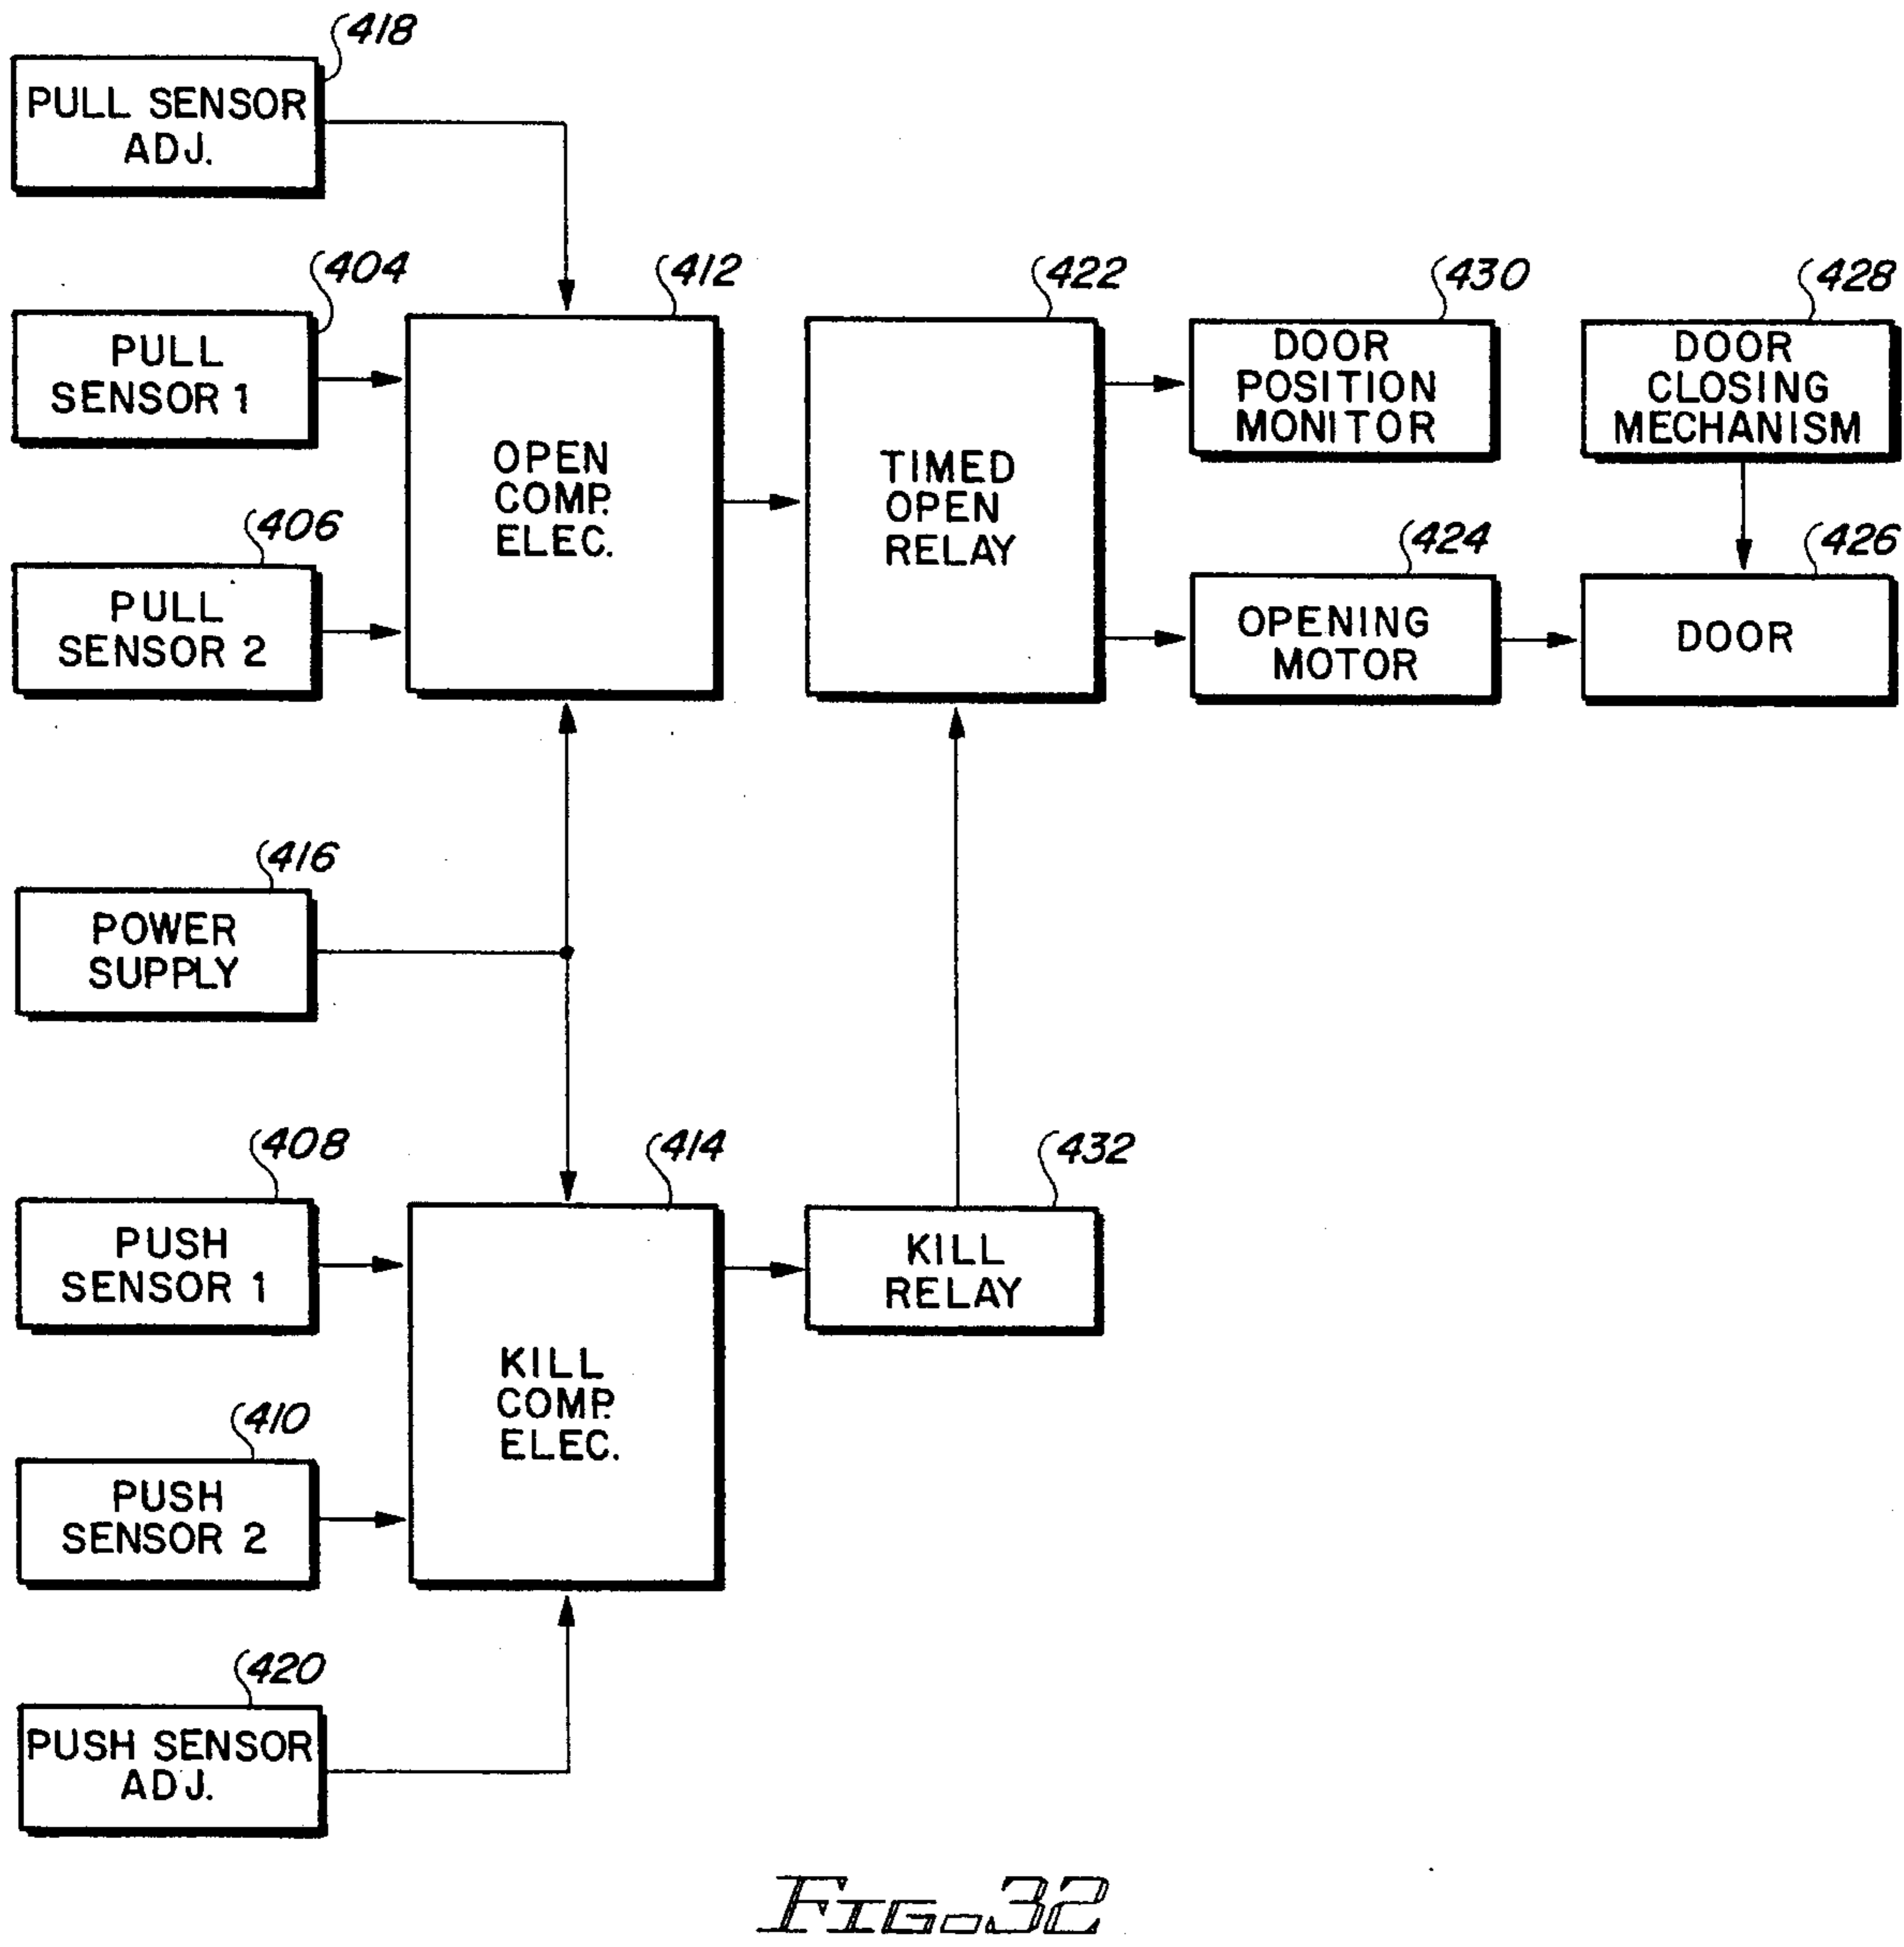 418
PULL SENSOR
ADJ.
404
PULL
SENSOR 1
412
OPEN
COMP.
ELEC.
422
TIMED
OPEN
RELAY
430
DOOR
POSITION
MONITOR
428
DOOR
CLOSING
MECHANISM
406
PULL
SENSOR 2
424
OPENING
MOTOR
426
DOOR
416
POWER
SUPPLY
408
PUSH
SENSOR 1
414
KILL
COMP.
ELEC.
432
KILL
RELAY
410
PUSH
SENSOR 2
420
PUSH SENSOR
ADJ.
FIG. 32